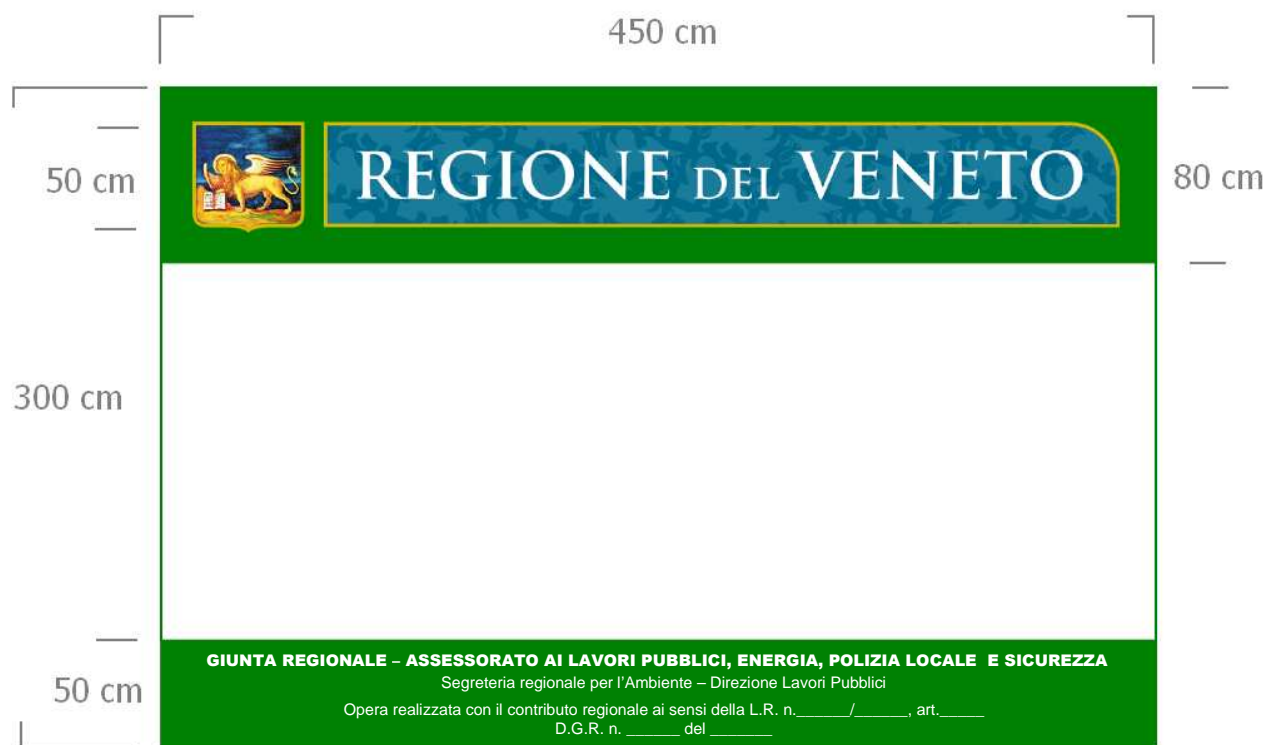 450 cm
50 cm
REGIONE DEL VENETO
80 cm
300 cm
50 cm
GIUNTA REGIONALE – ASSESSORATO AI LAVORI PUBBLICI, ENERGIA, POLIZIA LOCALE  E SICUREZZA
Segreteria regionale per l'Ambiente – Direzione Lavori Pubblici
Opera realizzata con il contributo regionale ai sensi della L.R. n.______/______, art._____
D.G.R. n. ______ del _______